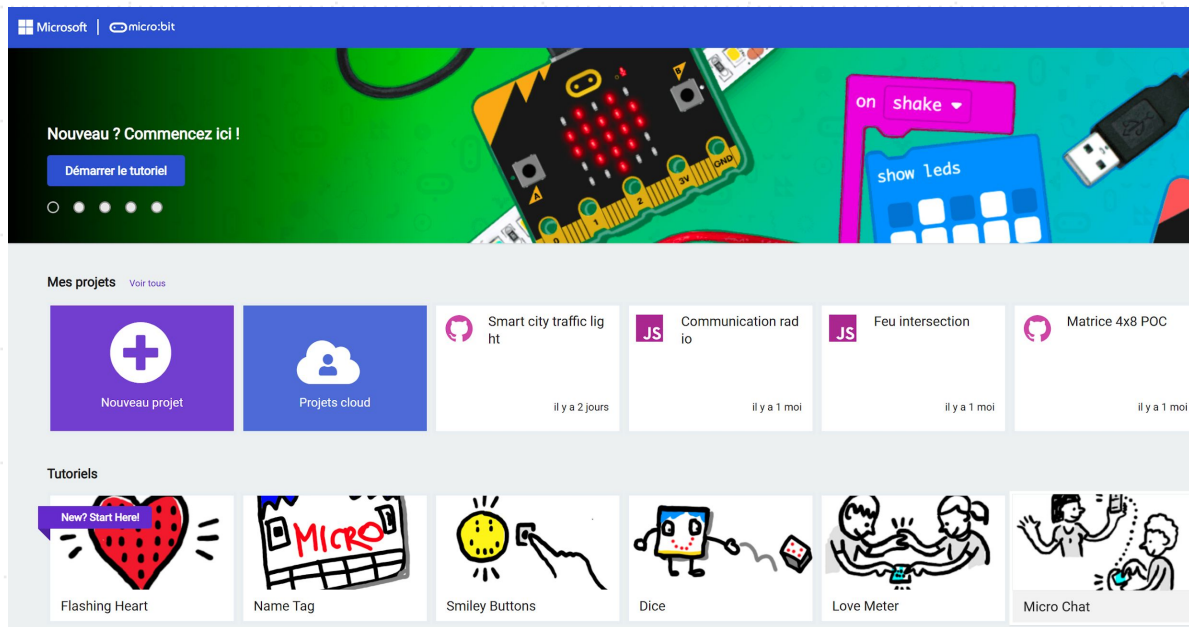 Microsoft | micro:bit
Nouveau ? Commencez ici !
Démarrer le tutoriel
on shake
show leds
A
B
0
1
2
3V
GND
Mes projets Voir tous
Nouveau projet
Projets cloud
Smart city traffic lig
ht
il y a 2 jours
JS
Communication rad
io
il y a 1 moi
JS
Feu intersection
il y a 1 moi
Matrice 4x8 POC
il y a 1 moi
Tutoriels
New? Start Here!
MICRO
Flashing Heart
Name Tag
Smiley Buttons
Dice
Love Meter
Micro Chat